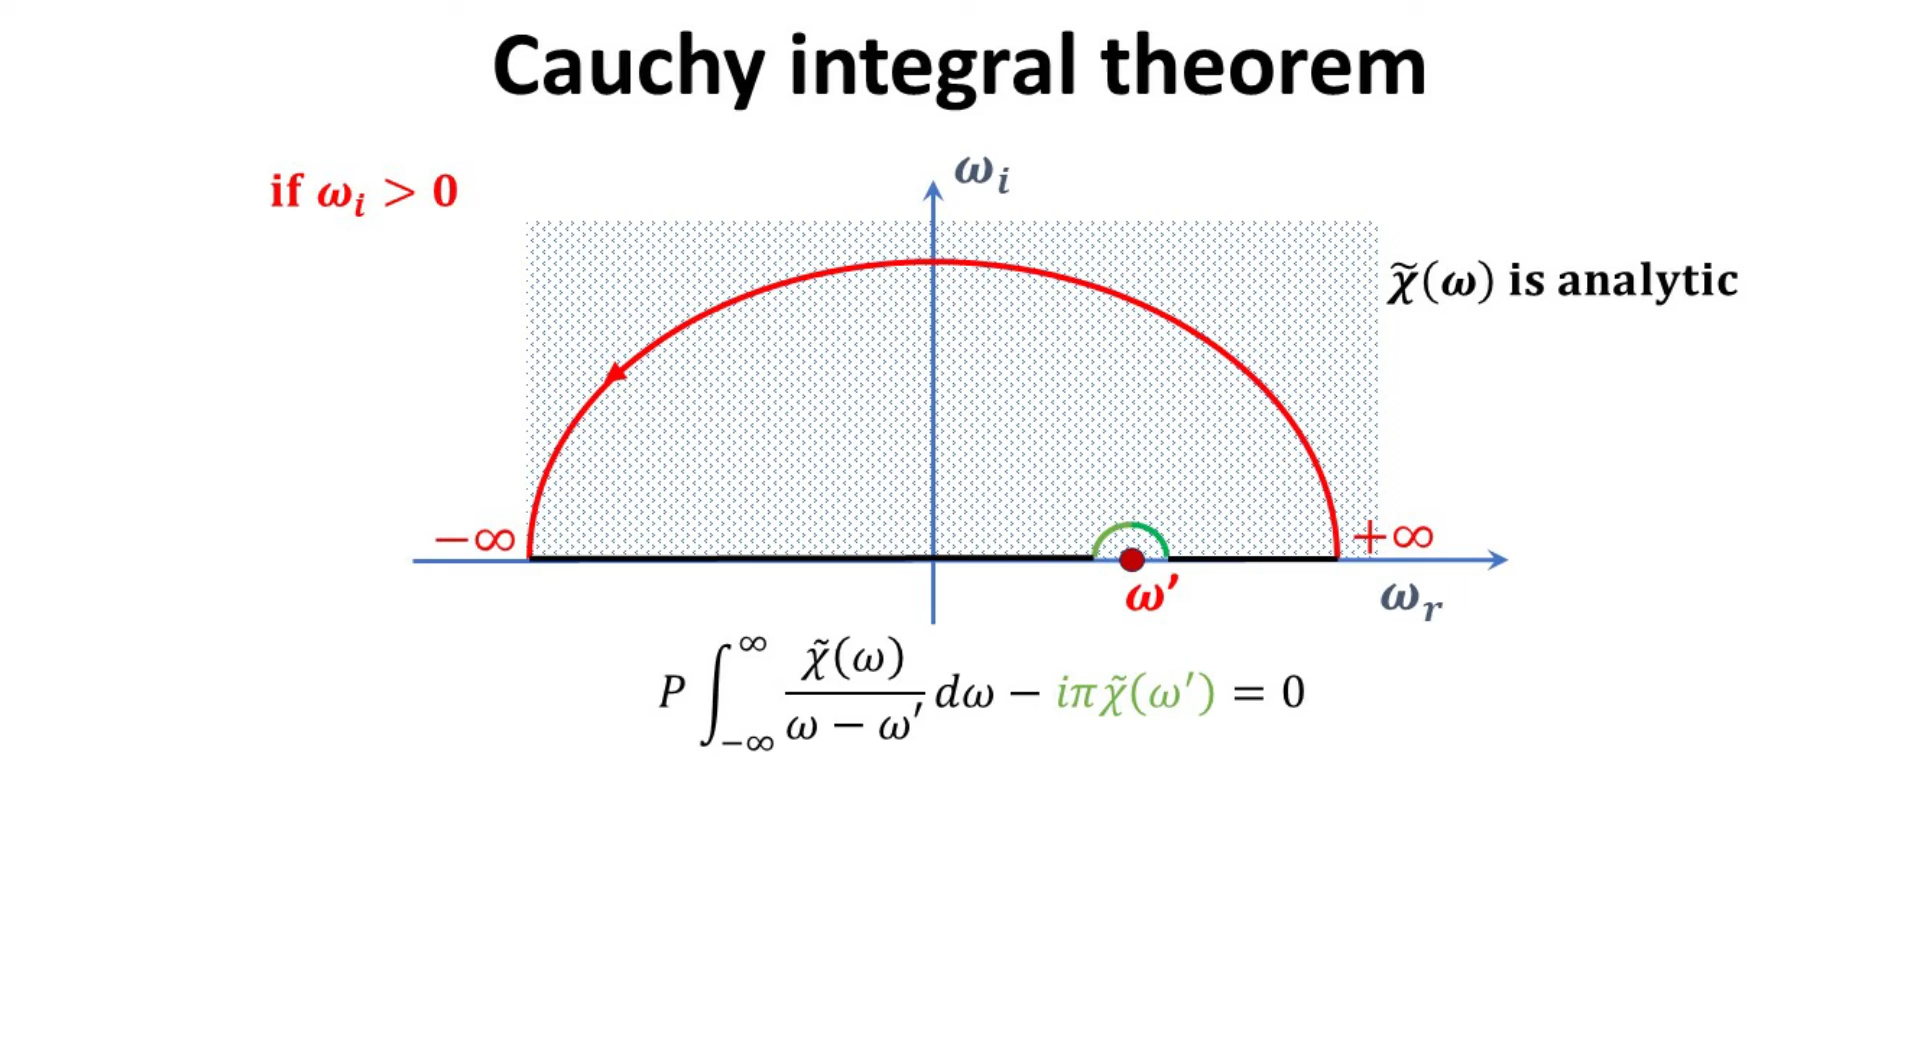 Cauchy integral theorem
ωᵢ
if ωᵢ > 0
χ̃(ω) is analytic
−∞
+∞
ω′
ωᵣ
P ∫_{−∞}^{∞} χ̃(ω)/(ω − ω′) dω − iπχ̃(ω′) = 0